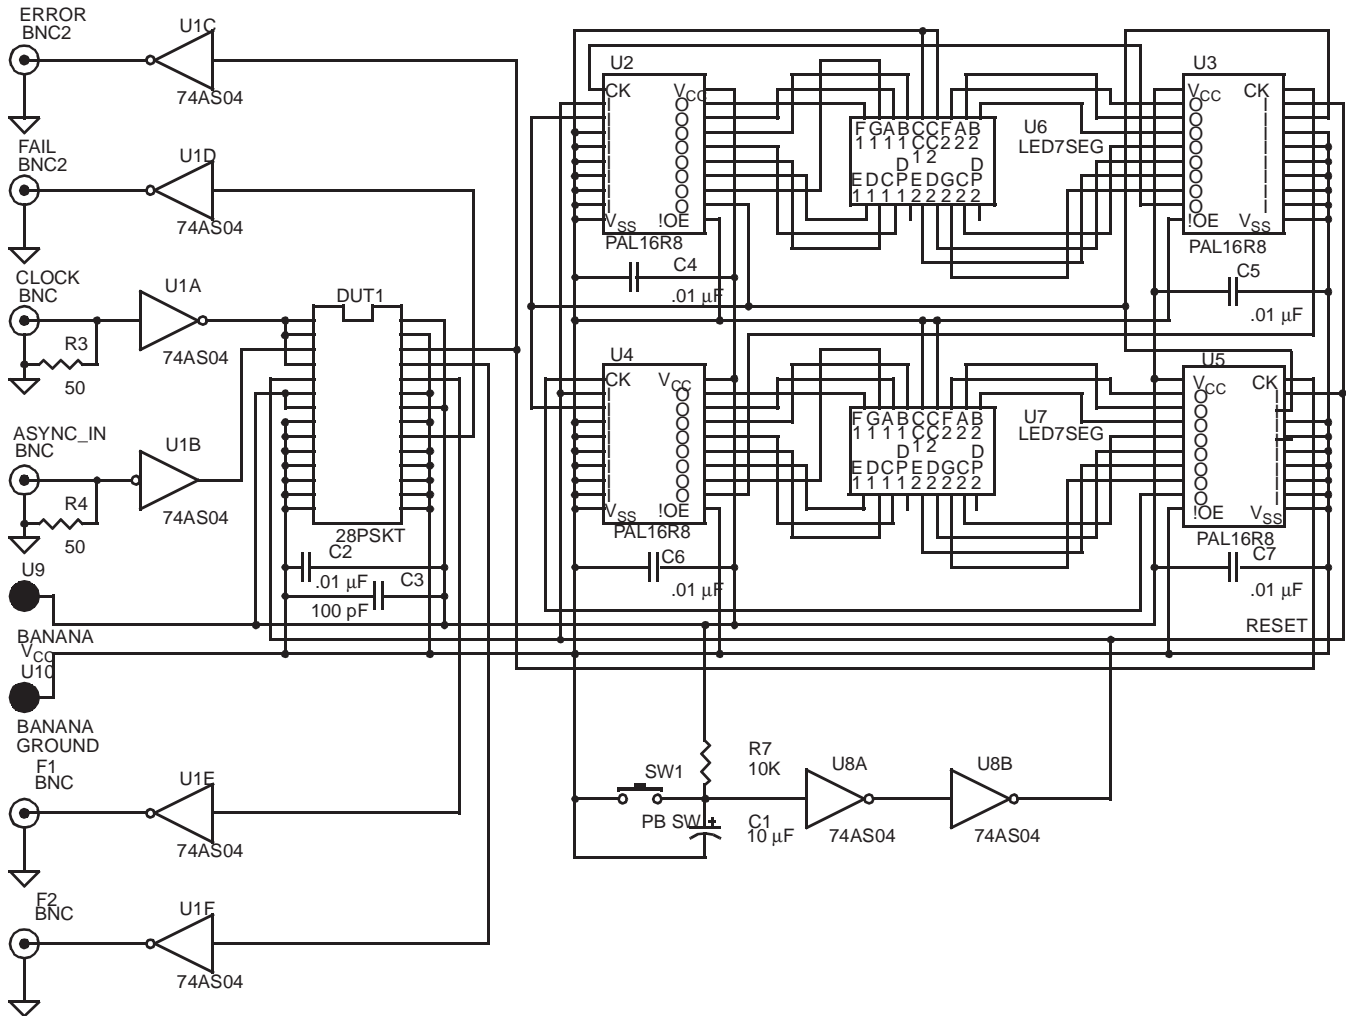 ERROR
BNC2
U1C
74AS04
FAIL
BNC2
U1D
74AS04
CLOCK
BNC
U1A
74AS04
R3
50
ASYNC_IN
BNC
U1B
74AS04
R4
50
DUT1
28PSKT
C2
.01 µF
C3
100 pF
U9
BANANA
VCC
U10
BANANA
GROUND
F1
BNC
U1E
74AS04
F2
BNC
U1F
74AS04
U2
CK VCC
I O
I O
I O
I O
I O
I O
I O
I O
VSS !OE
PAL16R8
C4
.01 µF
F G A B C C F A B
1 1 1 1 C C 2 2 2
1 2
D D
E D C P E D G C P
1 1 1 1 2 2 2 2 2
U6
LED7SEG
U3
VCC CK
O I
O I
O I
O I
O I
O I
O I
O I
!OE VSS
PAL16R8
C5
.01 µF
U4
CK VCC
I O
I O
I O
I O
I O
I O
I O
I O
VSS !OE
PAL16R8
C6
.01 µF
F G A B C C F A B
1 1 1 1 C C 2 2 2
1 2
D D
E D C P E D G C P
1 1 1 1 2 2 2 2 2
U7
LED7SEG
U5
VCC CK
O I
O I
O I
O I
O I
O I
O I
O I
!OE VSS
PAL16R8
C7
.01 µF
RESET
SW1
PB SW
R7
10K
+
C1
10 µF
U8A
74AS04
U8B
74AS04